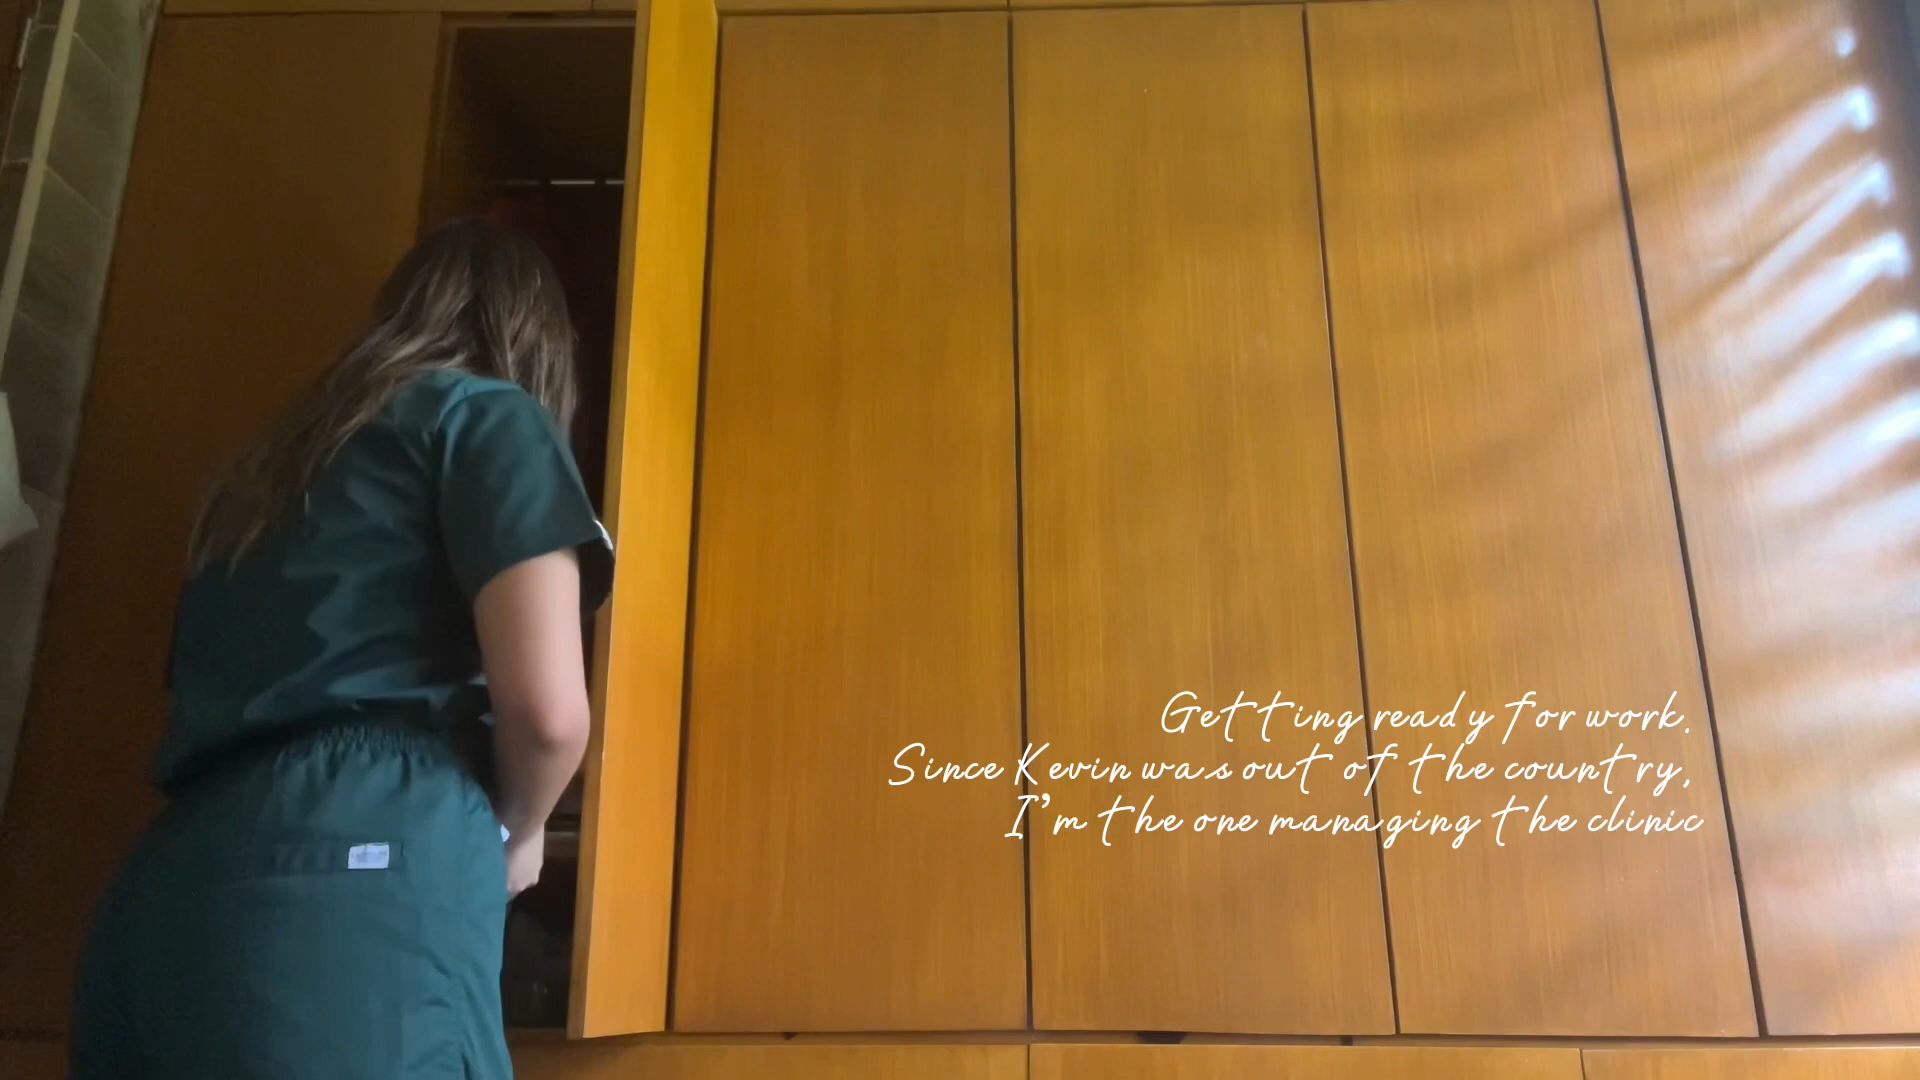 Getting ready for work.
Since Kevin was out of the country,
I'm the one managing the clinic